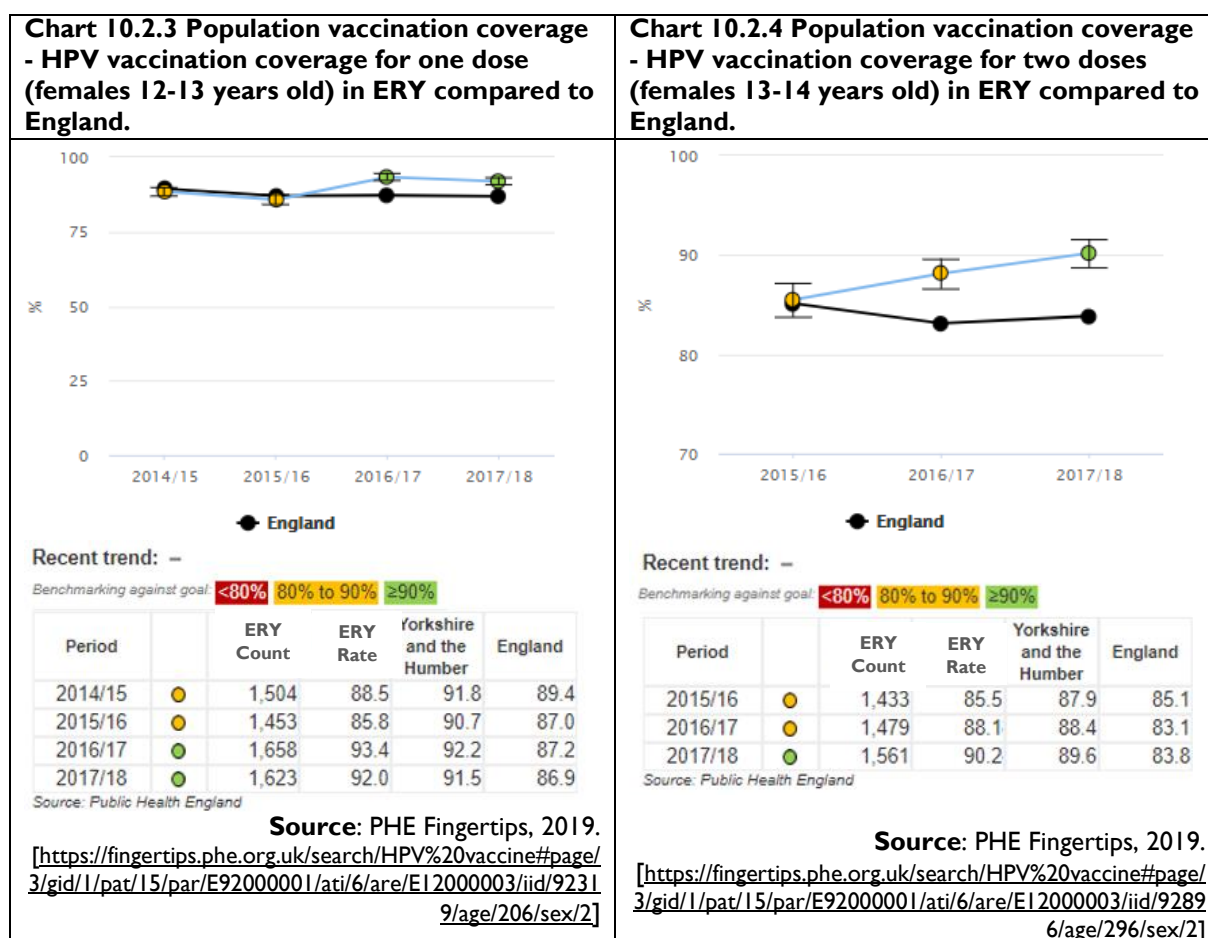 Chart 10.2.3 Population vaccination coverage
- HPV vaccination coverage for one dose
(females 12-13 years old) in ERY compared to
England.
100
75
%
50
25
0
2014/15 2015/16 2016/17 2017/18
England
Recent trend: –
Benchmarking against goal: <80% 80% to 90% ≥90%
Period ERY Count ERY Rate Yorkshire and the Humber England
2014/15 1,504 88.5 91.8 89.4
2015/16 1,453 85.8 90.7 87.0
2016/17 1,658 93.4 92.2 87.2
2017/18 1,623 92.0 91.5 86.9
Source: Public Health England
Source: PHE Fingertips, 2019.
[https://fingertips.phe.org.uk/search/HPV%20vaccine#page/
3/gid/1/pat/15/par/E92000001/ati/6/are/E12000003/iid/9231
9/age/206/sex/2]
Chart 10.2.4 Population vaccination coverage
- HPV vaccination coverage for two doses
(females 13-14 years old) in ERY compared to
England.
100
90
%
80
70
2015/16 2016/17 2017/18
England
Recent trend: –
Benchmarking against goal: <80% 80% to 90% ≥90%
Period ERY Count ERY Rate Yorkshire and the Humber England
2015/16 1,433 85.5 87.9 85.1
2016/17 1,479 88.1 88.4 83.1
2017/18 1,561 90.2 89.6 83.8
Source: Public Health England
Source: PHE Fingertips, 2019.
[https://fingertips.phe.org.uk/search/HPV%20vaccine#page/
3/gid/1/pat/15/par/E92000001/ati/6/are/E12000003/iid/9289
6/age/296/sex/2]